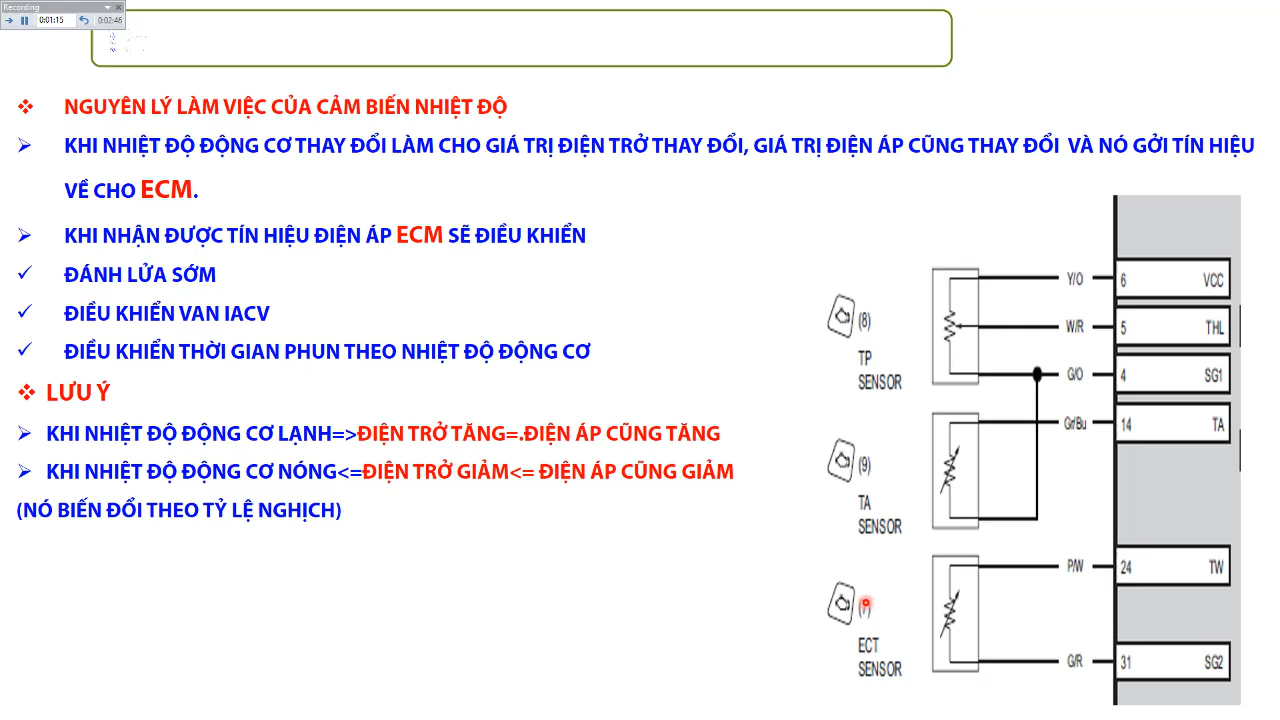 Recording
0:01:15
0:02:46
NGUYÊN LÝ LÀM VIỆC CỦA CẢM BIẾN NHIỆT ĐỘ
KHI NHIỆT ĐỘ ĐỘNG CƠ THAY ĐỔI LÀM CHO GIÁ TRỊ ĐIỆN TRỞ THAY ĐỔI, GIÁ TRỊ ĐIỆN ÁP CŨNG THAY ĐỔI VÀ NÓ GỞI TÍN HIỆU
VỀ CHO ECM.
KHI NHẬN ĐƯỢC TÍN HIỆU ĐIỆN ÁP ECM SẼ ĐIỀU KHIỂN
ĐÁNH LỬA SỚM
ĐIỀU KHIỂN VAN IACV
ĐIỀU KHIỂN THỜI GIAN PHUN THEO NHIỆT ĐỘ ĐỘNG CƠ
LƯU Ý
KHI NHIỆT ĐỘ ĐỘNG CƠ LẠNH=>ĐIỆN TRỞ TĂNG=.ĐIỆN ÁP CŨNG TĂNG
KHI NHIỆT ĐỘ ĐỘNG CƠ NÓNG<=ĐIỆN TRỞ GIẢM<= ĐIỆN ÁP CŨNG GIẢM
(NÓ BIẾN ĐỔI THEO TỶ LỆ NGHỊCH)
Y/O 6 VCC
(8)
W/R 5 THL
TP
SENSOR
G/O 4 SG1
Gr/Bu 14 TA
(9)
TA
SENSOR
P/W 24 TW
(7)
ECT
SENSOR
G/R 31 SG2